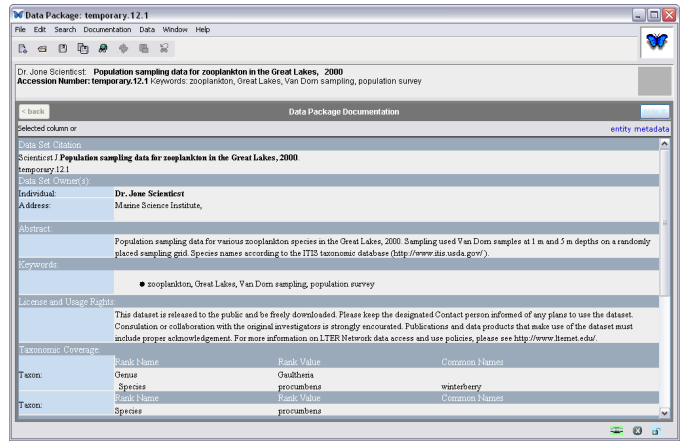 Data Package: temporary.12.1
File Edit Search Documentation Data Window Help
Dr. Jone Scienticst: Population sampling data for zooplankton in the Great Lakes, 2000
Accession Number: temporary.12.1 Keywords: zooplankton, Great Lakes, Van Dorn sampling, population survey
< back Data Package Documentation
Selected column or entity metadata
Data Set Citation
Scienticst J.Population sampling data for zooplankton in the Great Lakes, 2000.
temporary.12.1
Data Set Owner(s):
Individual: Dr. Jone Scienticst
Address: Marine Science Institute,
Abstract:
Population sampling data for various zooplankton species in the Great Lakes, 2000. Sampling used Van Dorn samples at 1 m and 5 m depths on a randomly
placed sampling grid. Species names according to the ITIS taxonomic database (http://www.itis.usda.gov/ ).
Keywords:
● zooplankton, Great Lakes, Van Dorn sampling, population survey
License and Usage Rights:
This dataset is released to the public and be freely downloaded. Please keep the designated Contact person informed of any plans to use the dataset.
Consulation or collaboration with the original investigators is strongly encourated. Publications and data products that make use of the dataset must
include proper acknowledgement. For more information on LTER Network data access and use policies, please see http://www.lternet.edu/.
Taxonomic Coverage:
Rank Name Rank Value Common Names
Taxon: Genus Gaultheria
Species procumbens winterberry
Rank Name Rank Value Common Names
Taxon:
Species procumbens